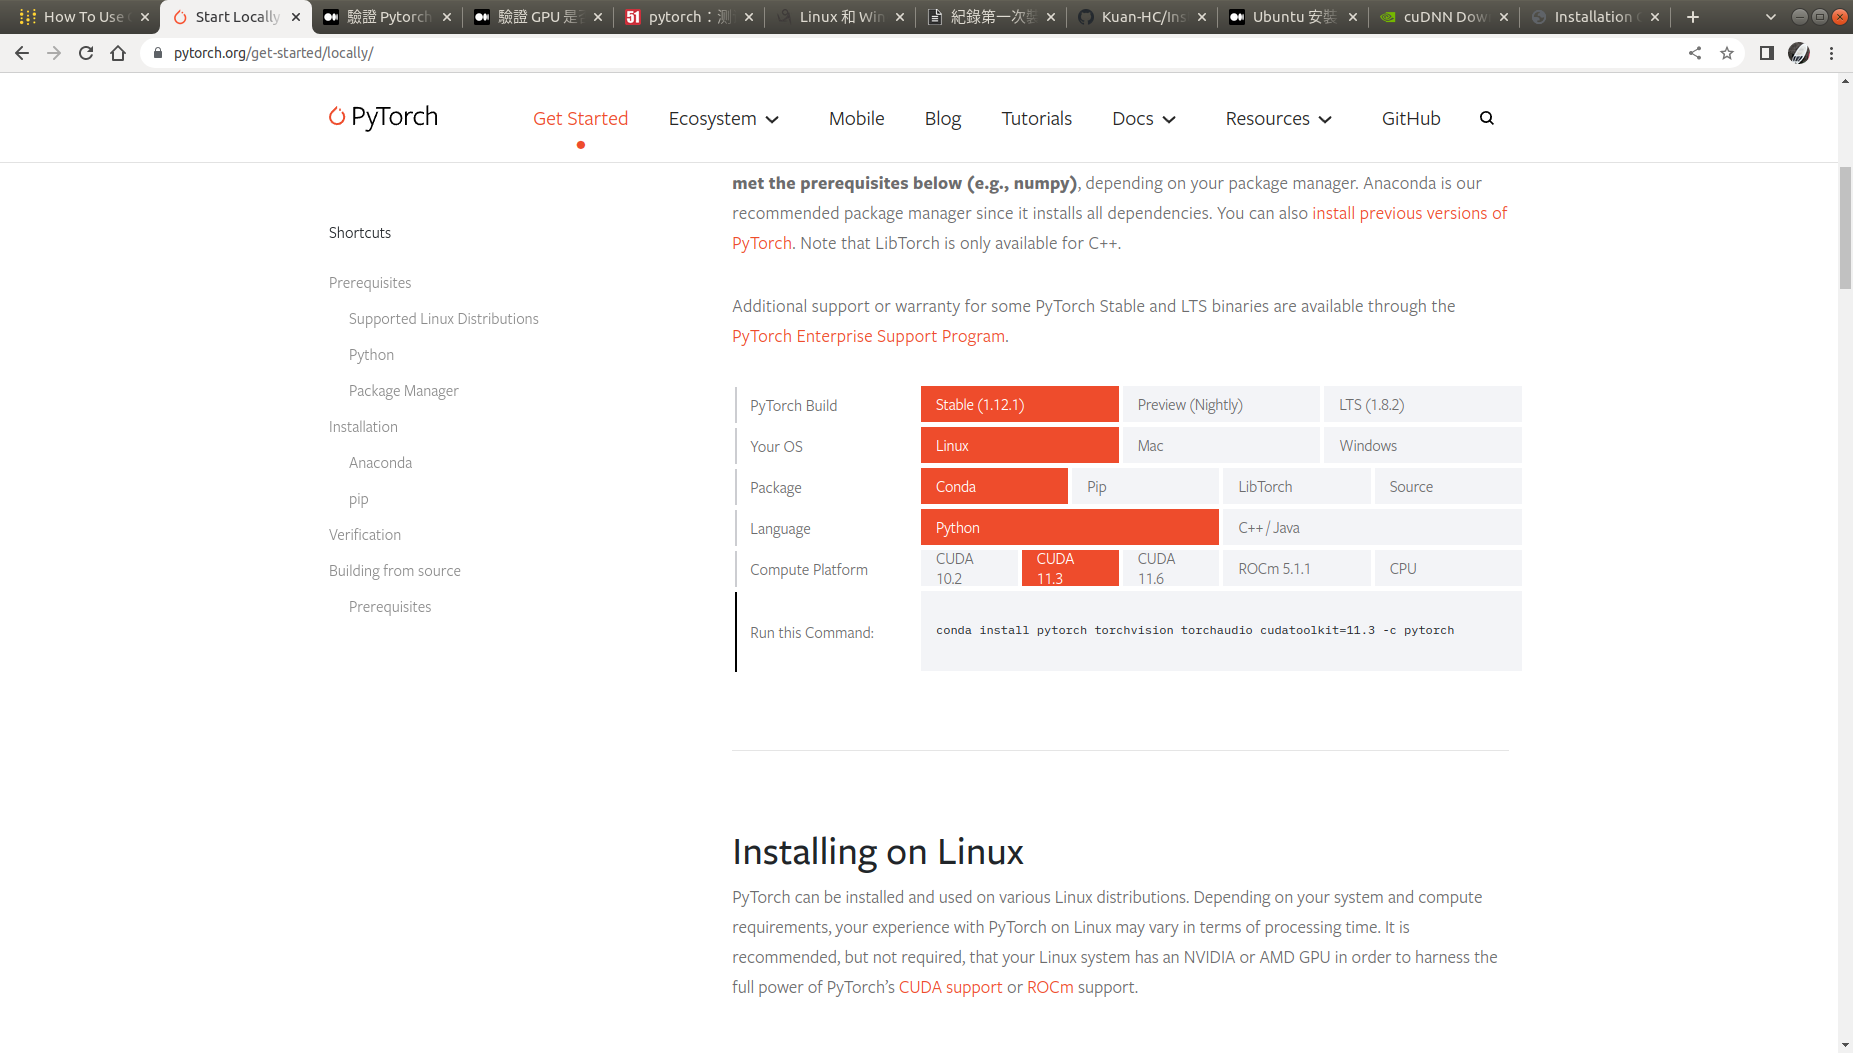 How To Use
Start Locally
驗證 Pytorch
驗證 GPU 是
pytorch：测
Linux 和 Win
紀錄第一次裝
Kuan-HC/Ins
Ubuntu 安裝
cuDNN Dow
Installation
pytorch.org/get-started/locally/
PyTorch
Get Started
Ecosystem
Mobile
Blog
Tutorials
Docs
Resources
GitHub
met the prerequisites below (e.g., numpy), depending on your package manager. Anaconda is our
recommended package manager since it installs all dependencies. You can also install previous versions of
PyTorch. Note that LibTorch is only available for C++.
Shortcuts
Prerequisites
Supported Linux Distributions
Python
Package Manager
Installation
Anaconda
pip
Verification
Building from source
Prerequisites
Additional support or warranty for some PyTorch Stable and LTS binaries are available through the
PyTorch Enterprise Support Program.
PyTorch Build
Stable (1.12.1)
Preview (Nightly)
LTS (1.8.2)
Your OS
Linux
Mac
Windows
Package
Conda
Pip
LibTorch
Source
Language
Python
C++ / Java
Compute Platform
CUDA
10.2
CUDA
11.3
CUDA
11.6
ROCm 5.1.1
CPU
Run this Command:
conda install pytorch torchvision torchaudio cudatoolkit=11.3 -c pytorch
Installing on Linux
PyTorch can be installed and used on various Linux distributions. Depending on your system and compute
requirements, your experience with PyTorch on Linux may vary in terms of processing time. It is
recommended, but not required, that your Linux system has an NVIDIA or AMD GPU in order to harness the
full power of PyTorch’s CUDA support or ROCm support.